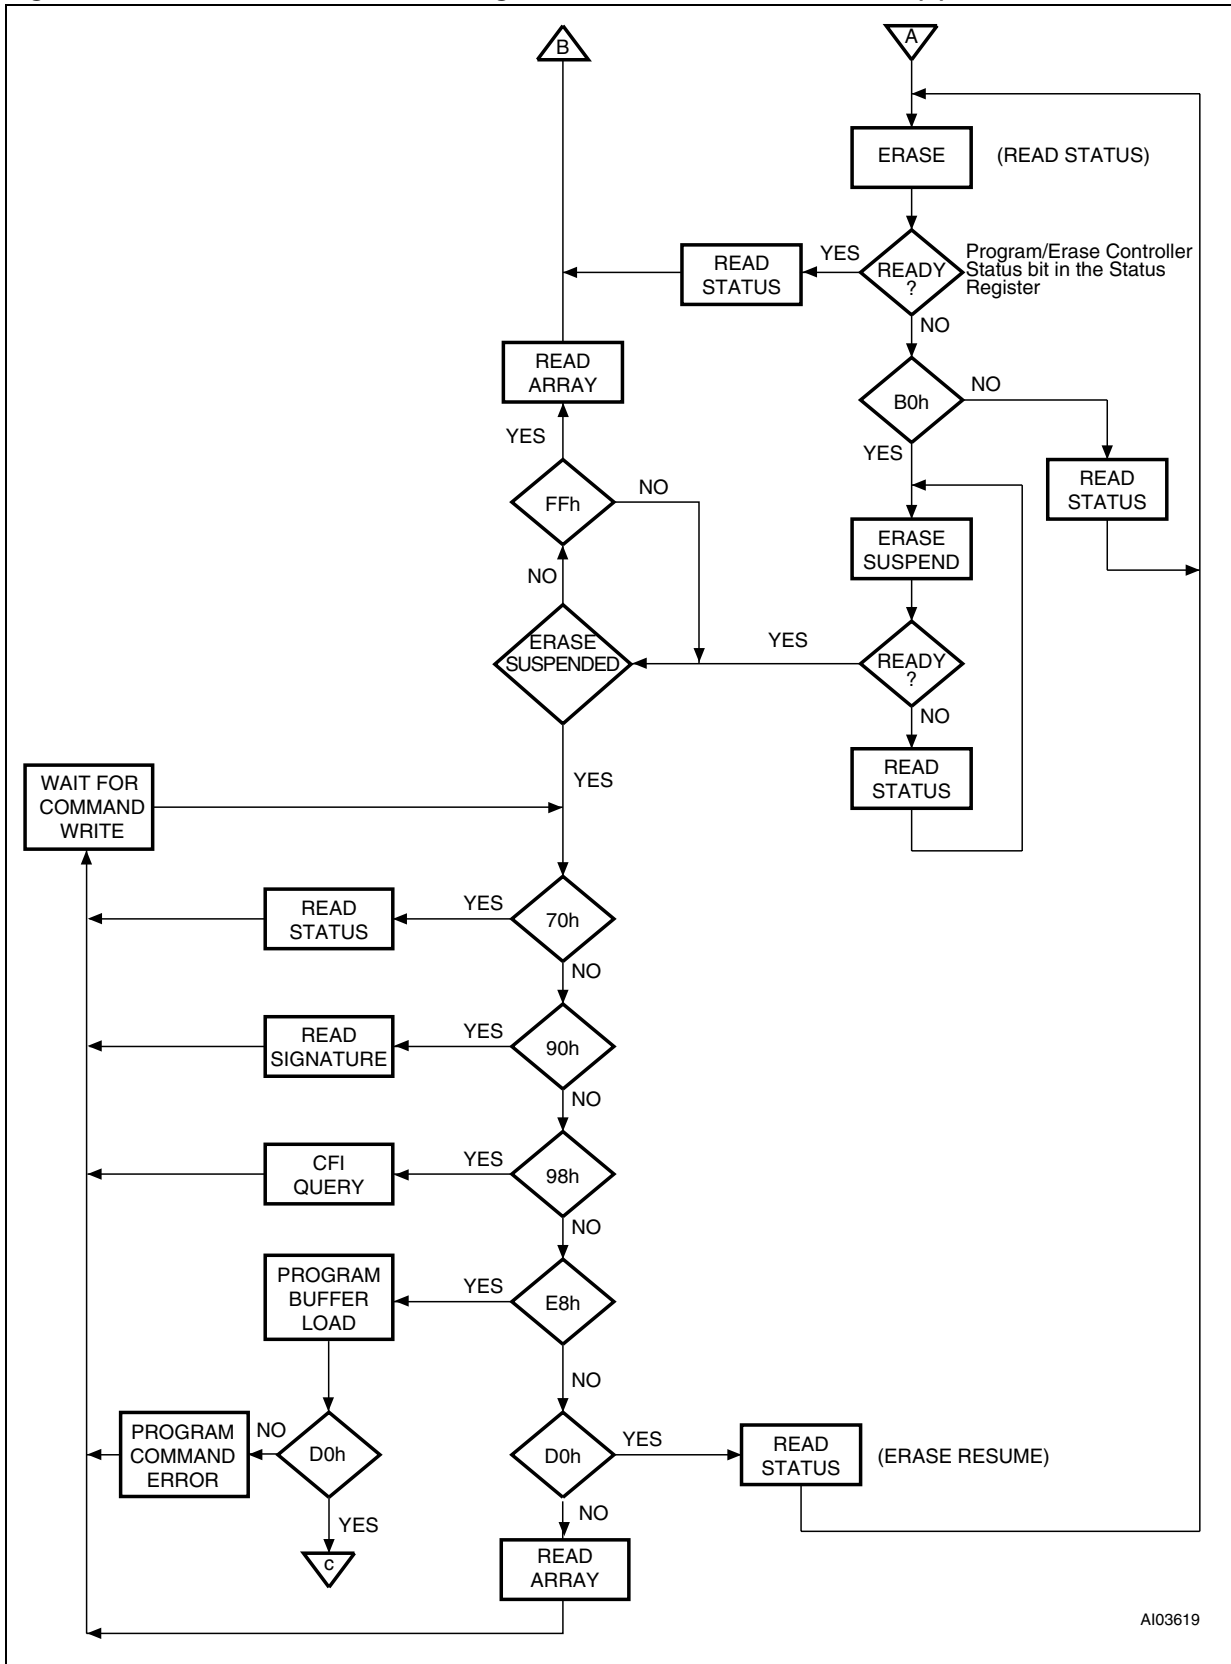 B
A
ERASE
(READ STATUS)
YES
READ
STATUS
READY
?
Program/Erase Controller
Status bit in the Status
Register
NO
READ
ARRAY
B0h
NO
YES
YES
FFh
NO
READ
STATUS
ERASE
SUSPEND
NO
ERASE
SUSPENDED
YES
READY
?
NO
WAIT FOR
COMMAND
WRITE
YES
READ
STATUS
READ
STATUS
YES
70h
NO
READ
SIGNATURE
YES
90h
NO
CFI
QUERY
YES
98h
NO
PROGRAM
BUFFER
LOAD
YES
E8h
NO
PROGRAM
COMMAND
ERROR
NO
D0h
YES
c
D0h
YES
READ
STATUS
(ERASE RESUME)
NO
READ
ARRAY
AI03619